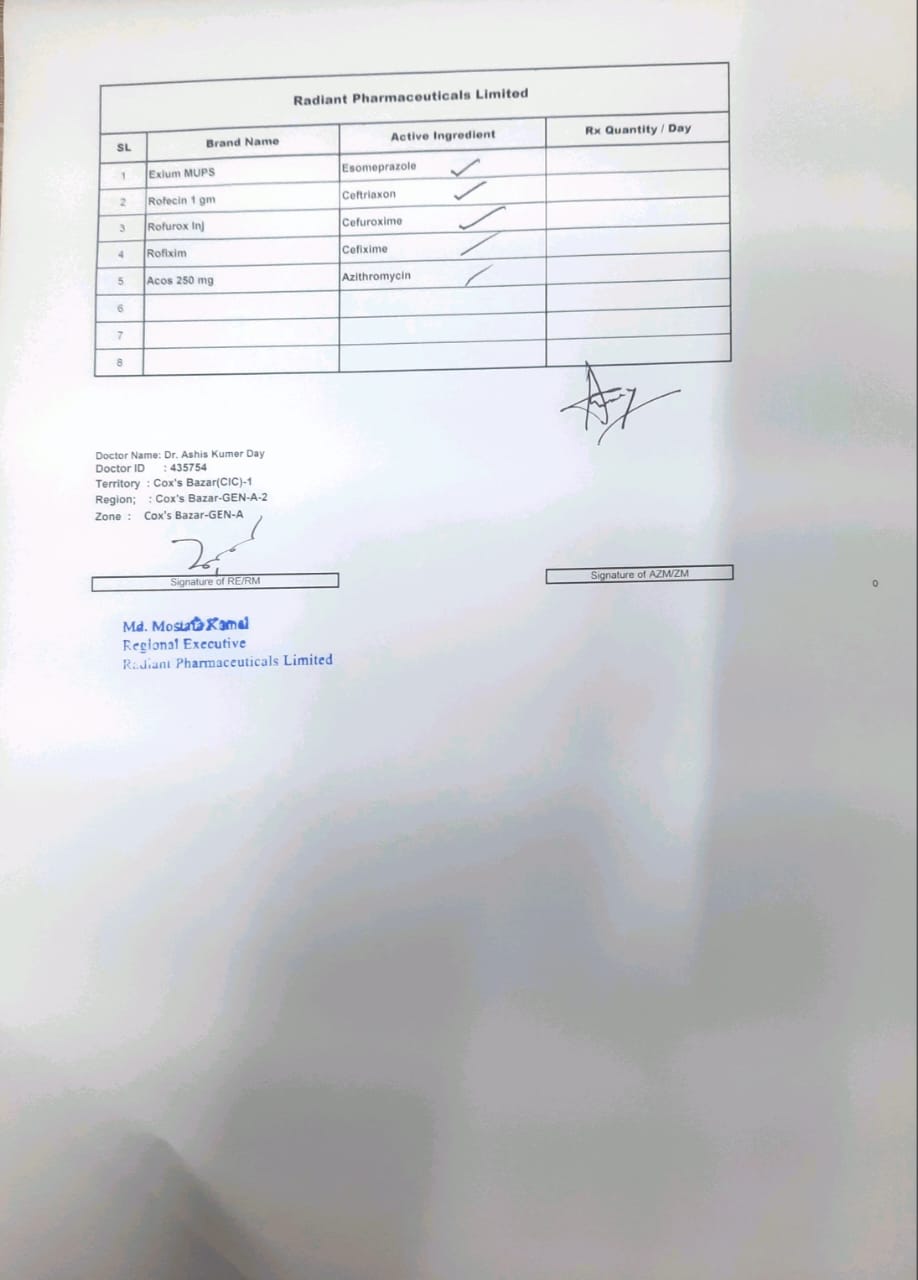 Radiant Pharmaceuticals Limited
SL Brand Name Active Ingredient Rx Quantity / Day
1 Exium MUPS Esomeprazole
2 Rofecin 1 gm Ceftriaxon
3 Rofurox Inj Cefuroxime
4 Rofixim Cefixime
5 Acos 250 mg Azithromycin
6
7
8
Doctor Name: Dr. Ashis Kumer Day
Doctor ID : 435754
Territory : Cox's Bazar(CIC)-1
Region; : Cox's Bazar-GEN-A-2
Zone : Cox's Bazar-GEN-A
Signature of RE/RM Signature of AZM/ZM
Md. Mostafa Kamal
Regional Executive
Radiant Pharmaceuticals Limited